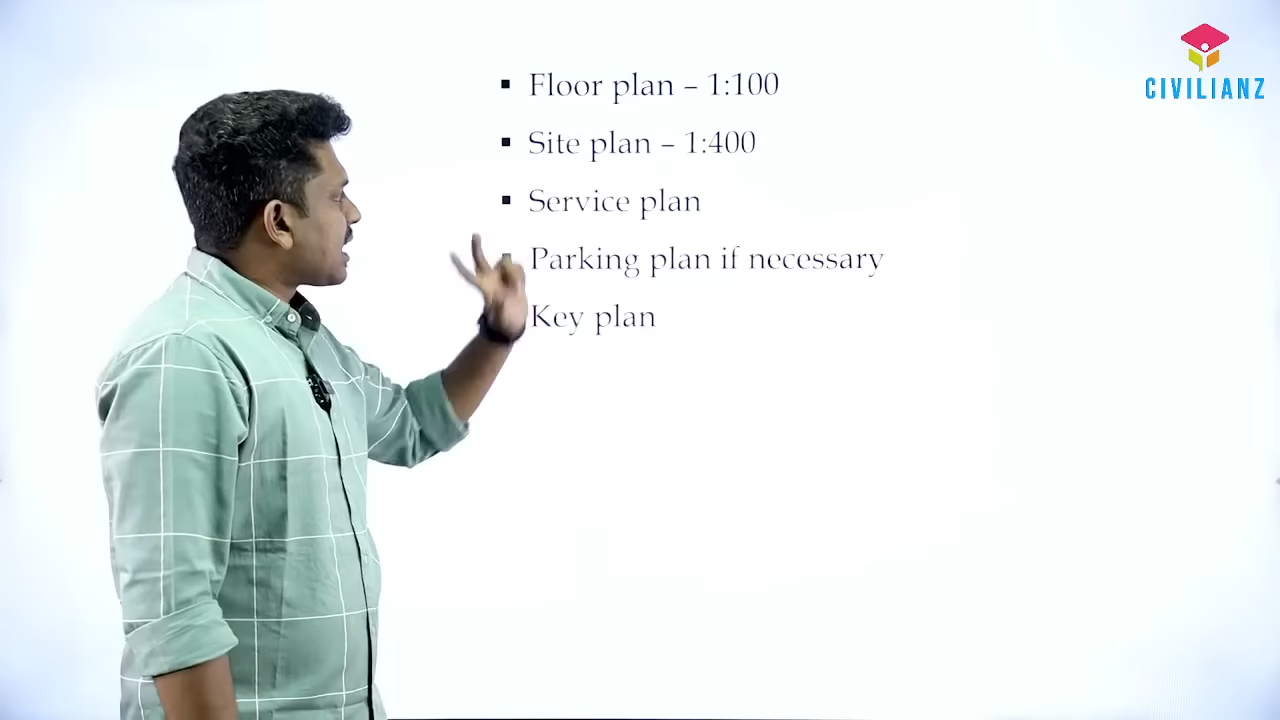 Floor plan – 1:100
Site plan – 1:400
Service plan
Parking plan if necessary
Key plan
CIVILIANZ